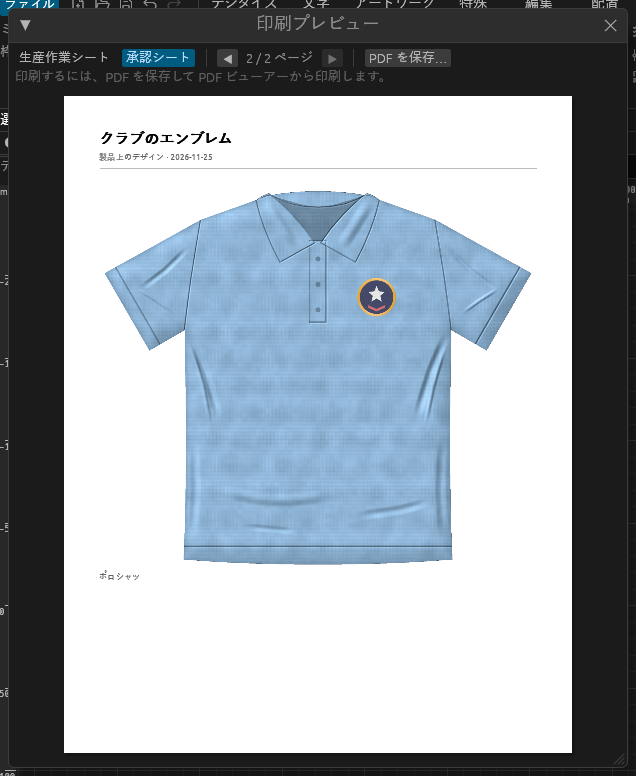 ファイル デジタイズ 文字 アートワーク 特殊 編集 配置
印刷プレビュー
生産作業シート 承認シート 2 / 2 ページ PDF を保存...
印刷するには、PDF を保存して PDF ビューアーから印刷します。
クラブのエンブレム
製品上のデザイン · 2026-11-25
ポロシャツ